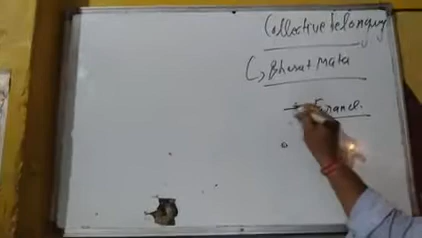 Collective belonging
↳ Bharat Mata
→ France